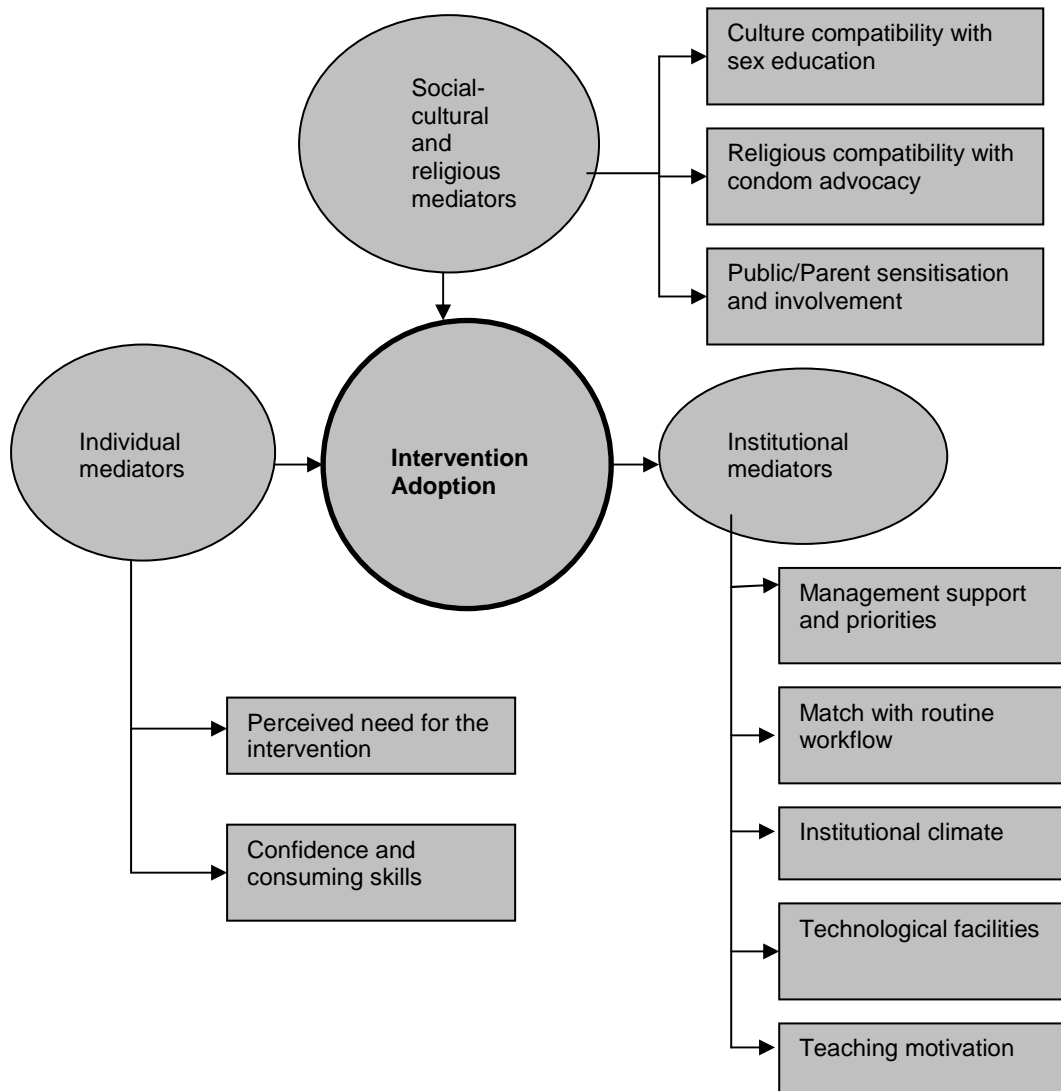 Social-
cultural
and
religious
mediators
Culture compatibility with
sex education
Religious compatibility with
condom advocacy
Public/Parent sensitisation
and involvement
Individual
mediators
Intervention
Adoption
Institutional
mediators
Perceived need for the
intervention
Confidence and
consuming skills
Management support
and priorities
Match with routine
workflow
Institutional climate
Technological facilities
Teaching motivation